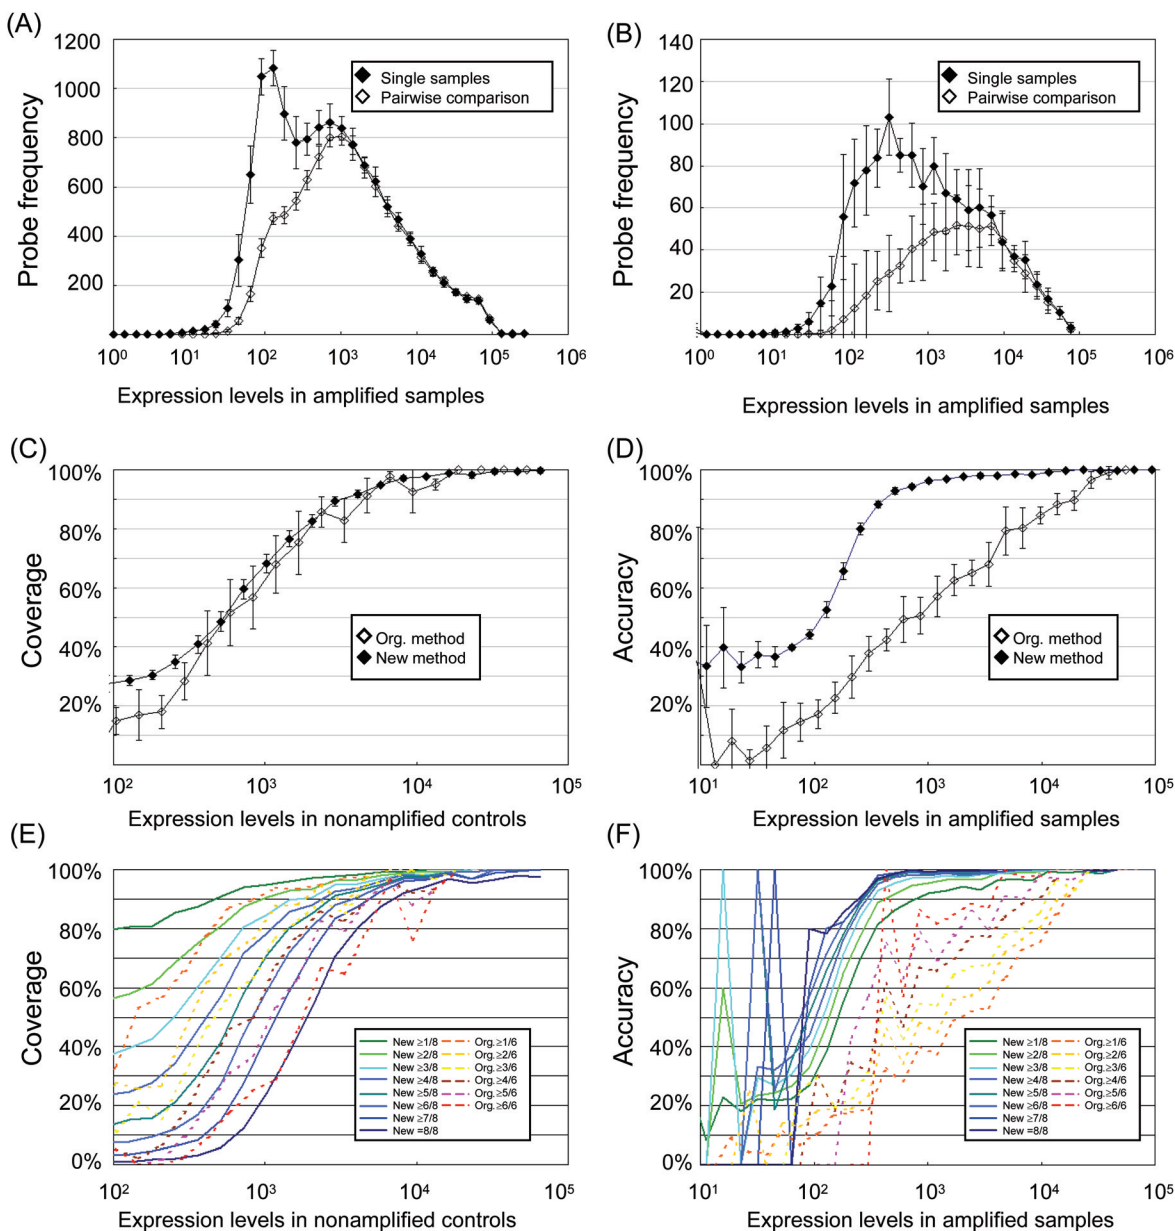 (A)
1200
1000
800
600
400
200
Probe frequency
Single samples
Pairwise comparison
10⁰ 10¹ 10² 10³ 10⁴ 10⁵ 10⁶
Expression levels in amplified samples
(B)
140
120
100
80
60
40
20
Probe frequency
Single samples
Pairwise comparison
10⁰ 10¹ 10² 10³ 10⁴ 10⁵ 10⁶
Expression levels in amplified samples
(C)
100%
80%
60%
40%
20%
Coverage
Org. method
New method
10² 10³ 10⁴ 10⁵
Expression levels in nonamplified controls
(D)
100%
80%
60%
40%
20%
Accuracy
Org. method
New method
10¹ 10² 10³ 10⁴ 10⁵
Expression levels in amplified samples
(E)
100%
80%
60%
40%
20%
0%
Coverage
New ≥1/8 Org.≥1/6
New ≥2/8 Org.≥2/6
New ≥3/8 Org.≥3/6
New ≥4/8 Org.≥4/6
New ≥5/8 Org.≥5/6
New ≥6/8 Org.≥6/6
New ≥7/8
New =8/8
10² 10³ 10⁴ 10⁵
Expression levels in nonamplified controls
(F)
100%
80%
60%
40%
20%
0%
Accuracy
New ≥1/8 Org.≥1/6
New ≥2/8 Org.≥2/6
New ≥3/8 Org.≥3/6
New ≥4/8 Org.≥4/6
New ≥5/8 Org.≥5/6
New ≥6/8 Org.≥6/6
New ≥7/8
New =8/8
10¹ 10² 10³ 10⁴ 10⁵
Expression levels in amplified samples